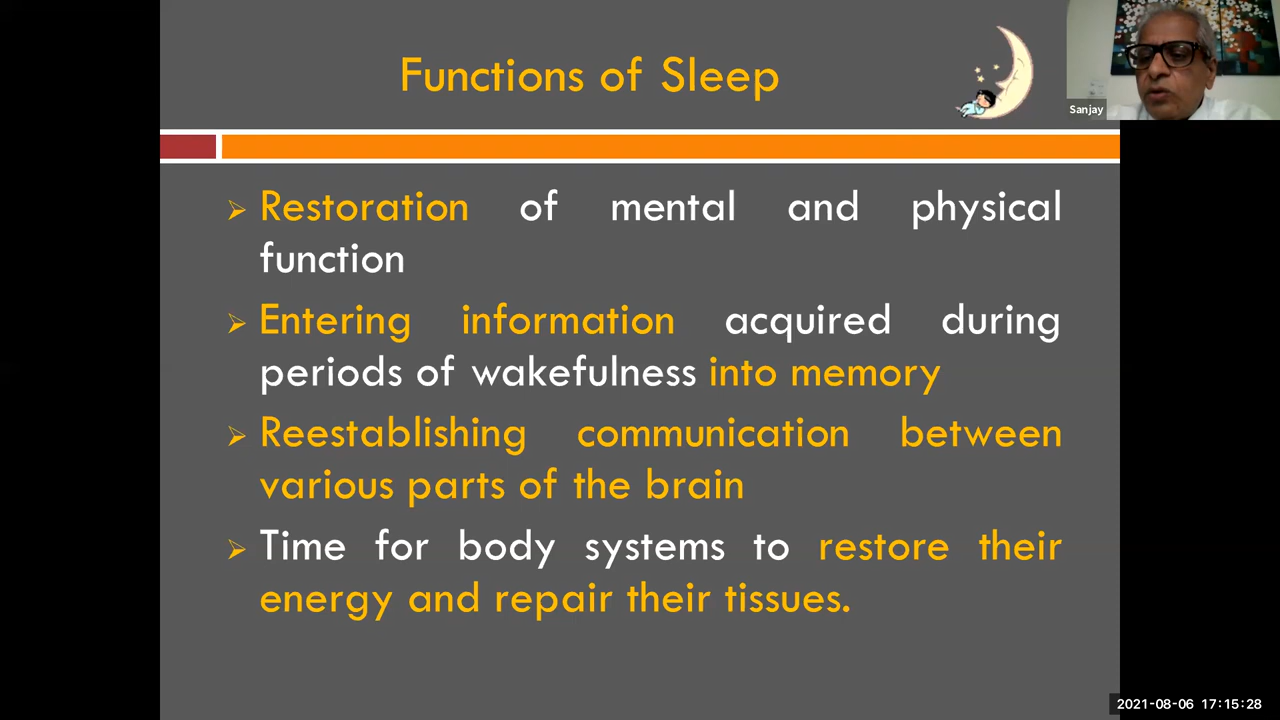 Functions of Sleep
Sanjay
Restoration of mental and physical
function
Entering information acquired during
periods of wakefulness into memory
Reestablishing communication between
various parts of the brain
Time for body systems to restore their
energy and repair their tissues.
2021-08-06 17:15:28